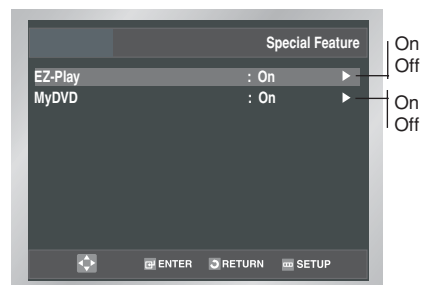 Special Feature
EZ-Play : On ►
MyDVD : On ►
ENTER RETURN SETUP
On
Off
On
Off